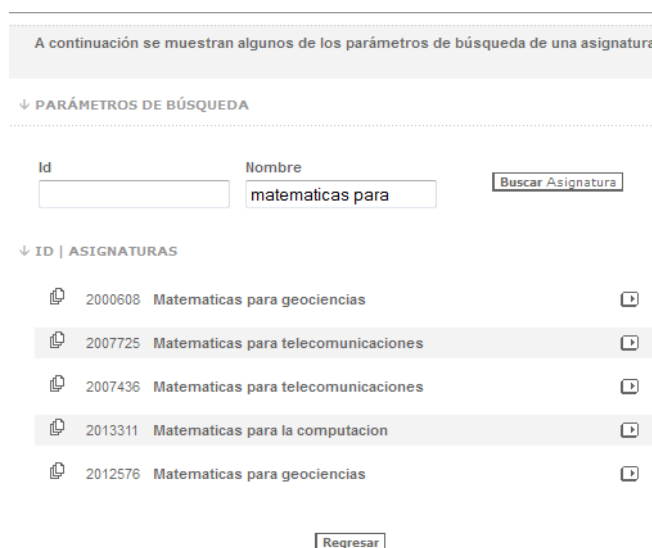 A continuación se muestran algunos de los parámetros de búsqueda de una asignatura
PARÁMETROS DE BÚSQUEDA
Id Nombre
matematicas para Buscar Asignatura
ID | ASIGNATURAS
2000608 Matematicas para geociencias
2007725 Matematicas para telecomunicaciones
2007436 Matematicas para telecomunicaciones
2013311 Matematicas para la computacion
2012576 Matematicas para geociencias
Regresar